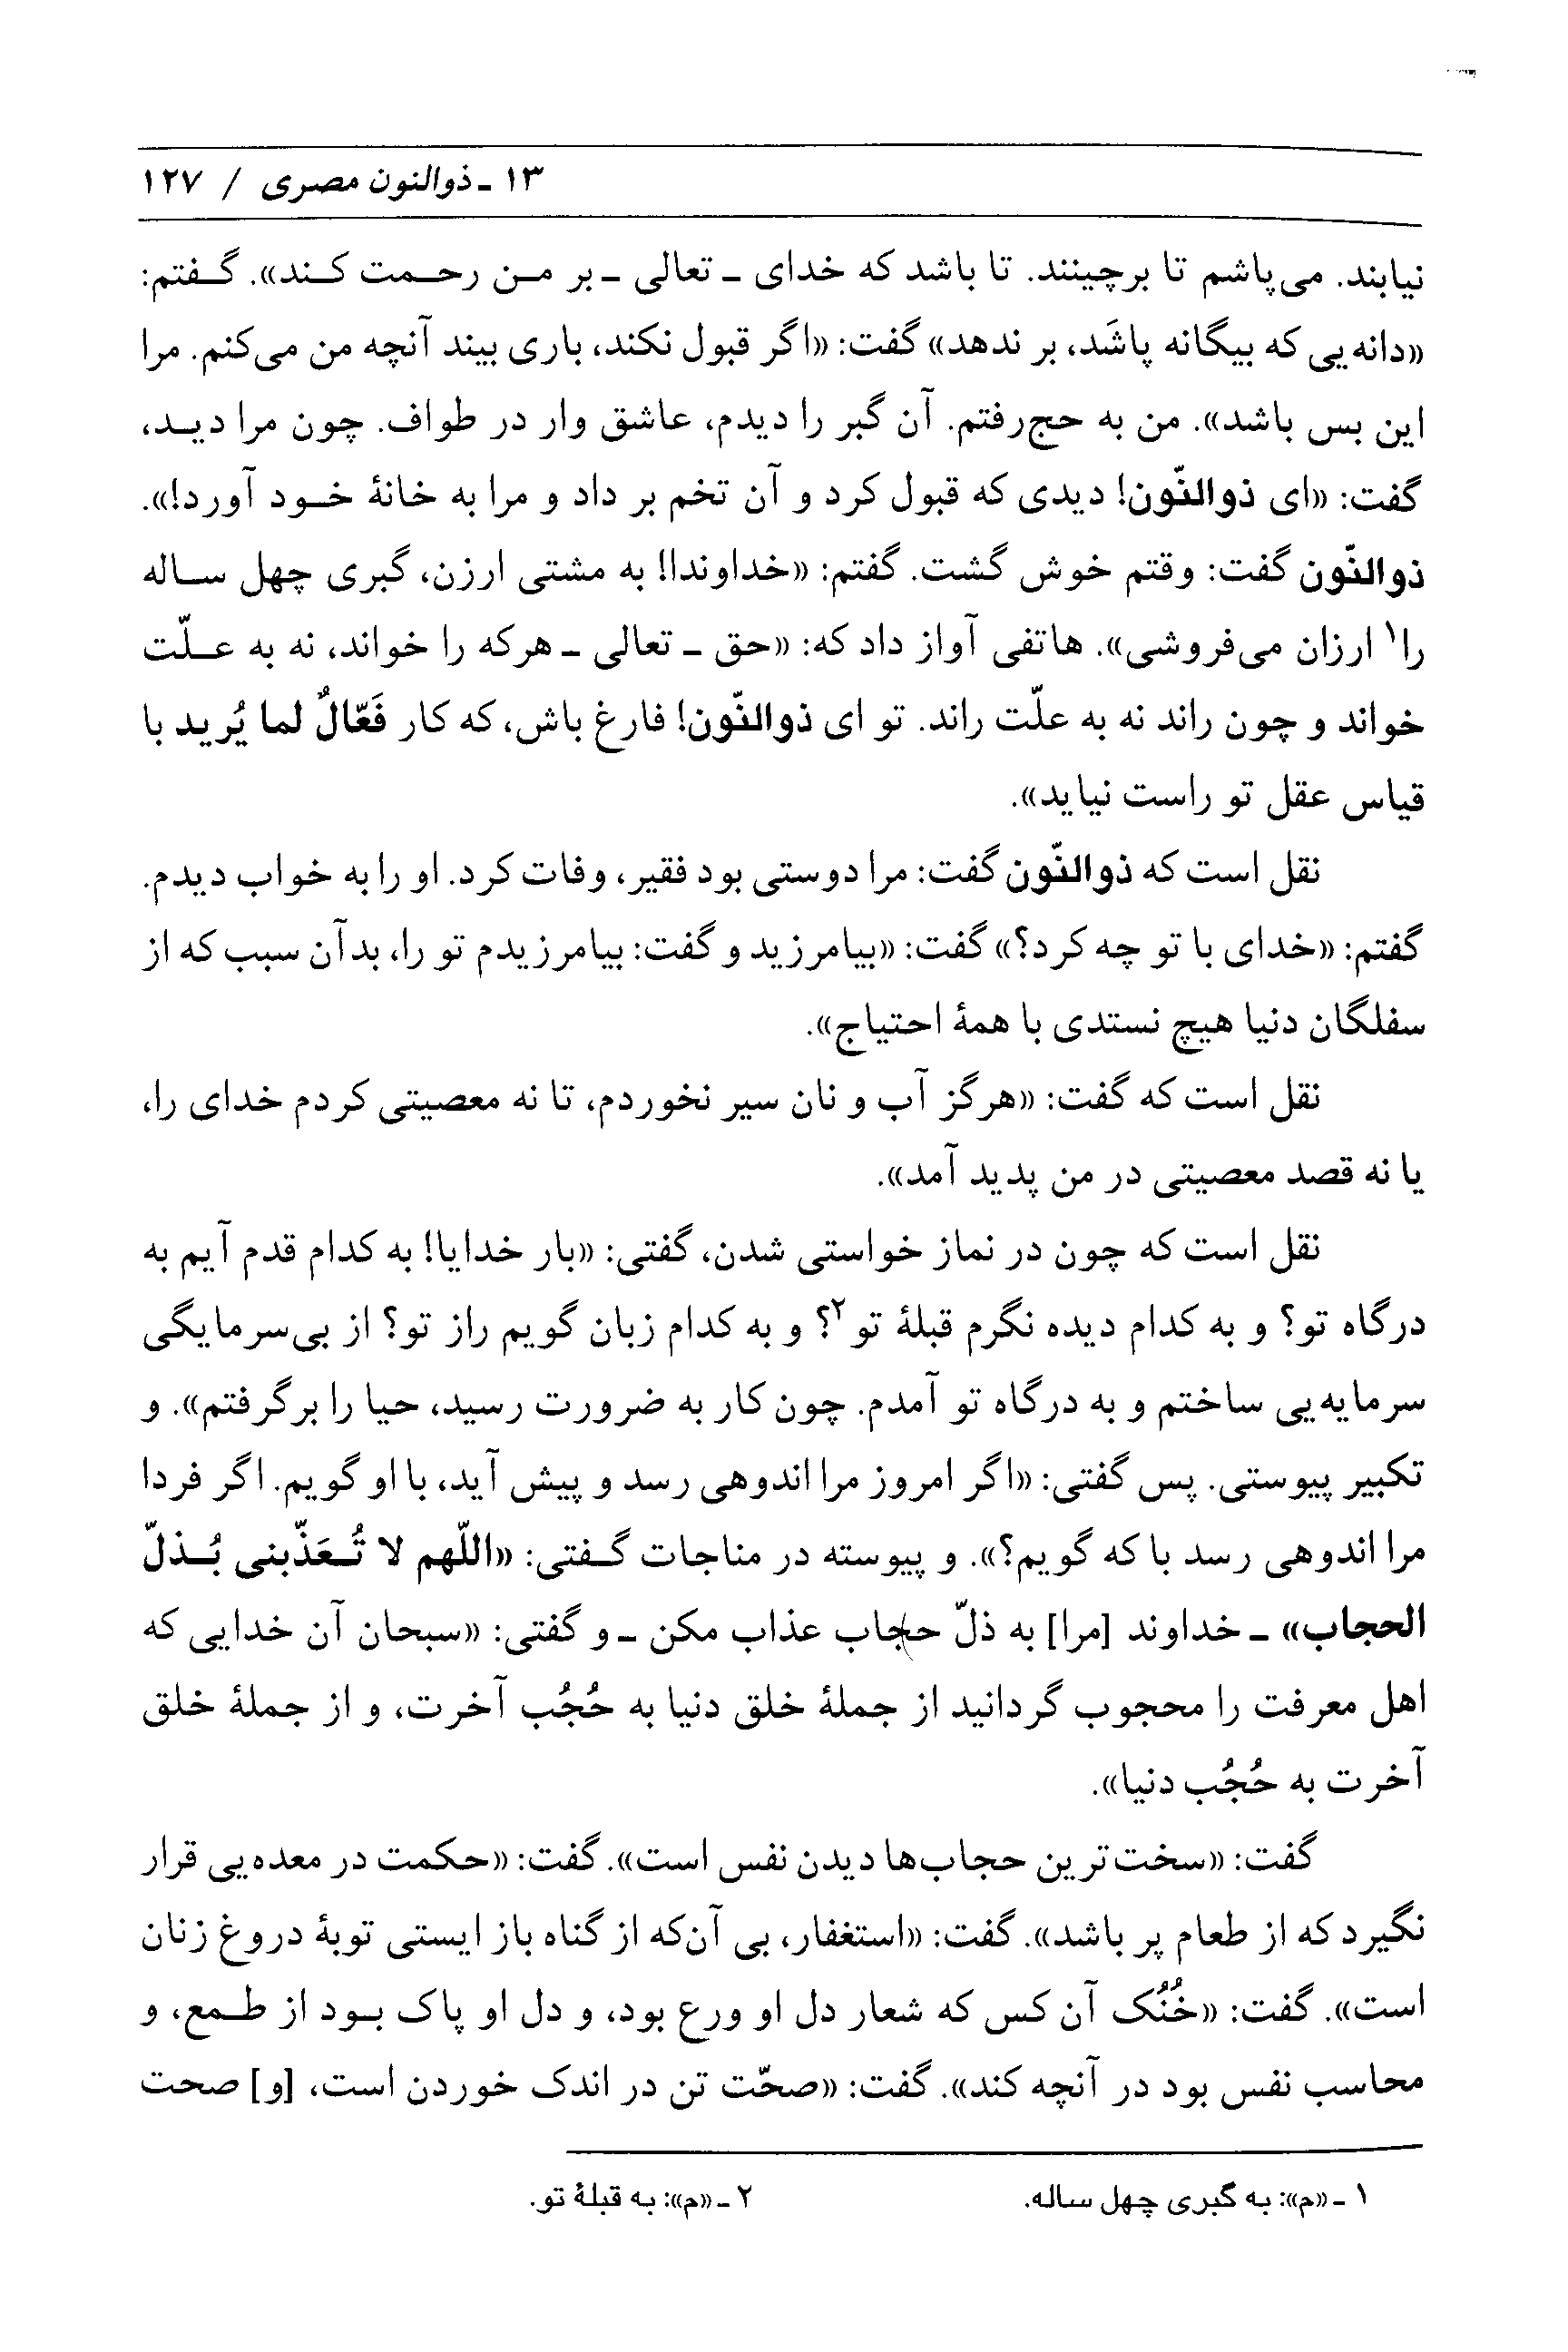 ۱۳ ـ ذوالنون مصری / ۱۲۷
نیابند. می‌پاشم تا برچینند. تا باشد که خدای ـ تعالی ـ بر من رحمت کند». گفتم:
«دانه‌یی که بیگانه پاشَد، بر ندهد» گفت: «اگر قبول نکند، باری بیند آنچه من می‌کنم. مرا
این بس باشد». من به حج‌رفتم. آن گبر را دیدم، عاشق وار در طواف. چون مرا دید،
گفت: «ای ذوالنّون! دیدی که قبول کرد و آن تخم بر داد و مرا به خانهٔ خود آورد!».
ذوالنّون گفت: وقتم خوش گشت. گفتم: «خداوندا! به مشتی ارزن، گبری چهل ساله
را۱ ارزان می‌فروشی». هاتفی آواز داد که: «حق ـ تعالی ـ هرکه را خواند، نه به علّت
خواند و چون راند نه به علّت راند. تو ای ذوالنّون! فارغ باش، که کار فَعّالٌ لما یُرید با
قیاس عقل تو راست نیاید».
نقل است که ذوالنّون گفت: مرا دوستی بود فقیر، وفات کرد. او را به خواب دیدم.
گفتم: «خدای با تو چه کرد؟» گفت: «بیامرزید و گفت: بیامرزیدم تو را، بدآن سبب که از
سفلگان دنیا هیچ نستدی با همهٔ احتیاج».
نقل است که گفت: «هرگز آب و نان سیر نخوردم، تا نه معصیتی کردم خدای را،
یا نه قصد معصیتی در من پدید آمد».
نقل است که چون در نماز خواستی شدن، گفتی: «بار خدایا! به کدام قدم آیم به
درگاه تو؟ و به کدام دیده نگرم قبلهٔ تو۲؟ و به کدام زبان گویم راز تو؟ از بی‌سرمایگی
سرمایه‌یی ساختم و به درگاه تو آمدم. چون کار به ضرورت رسید، حیا را برگرفتم». و
تکبیر پیوستی. پس گفتی: «اگر امروز مرا اندوهی رسد و پیش آید، با او گویم. اگر فردا
مرا اندوهی رسد با که گویم؟». و پیوسته در مناجات گفتی: «اللّهم لا تُعَذّبنی بُذلّ
الحجاب» ـ خداوند [مرا] به ذلّ حجاب عذاب مکن ـ و گفتی: «سبحان آن خدایی که
اهل معرفت را محجوب گردانید از جملهٔ خلق دنیا به حُجُب آخرت، و از جملهٔ خلق
آخرت به حُجُب دنیا».
گفت: «سخت‌ترین حجاب‌ها دیدن نفس است». گفت: «حکمت در معده‌یی قرار
نگیرد که از طعام پر باشد». گفت: «استغفار، بی آن‌که از گناه باز ایستی توبهٔ دروغ زنان
است». گفت: «خُنُک آن کس که شعار دل او ورع بود، و دل او پاک بود از طمع، و
محاسب نفس بود در آنچه کند». گفت: «صحّت تن در اندک خوردن است، [و] صحت
۱ ـ «م»: به گبری چهل ساله.
۲ ـ «م»: به قبلهٔ تو.